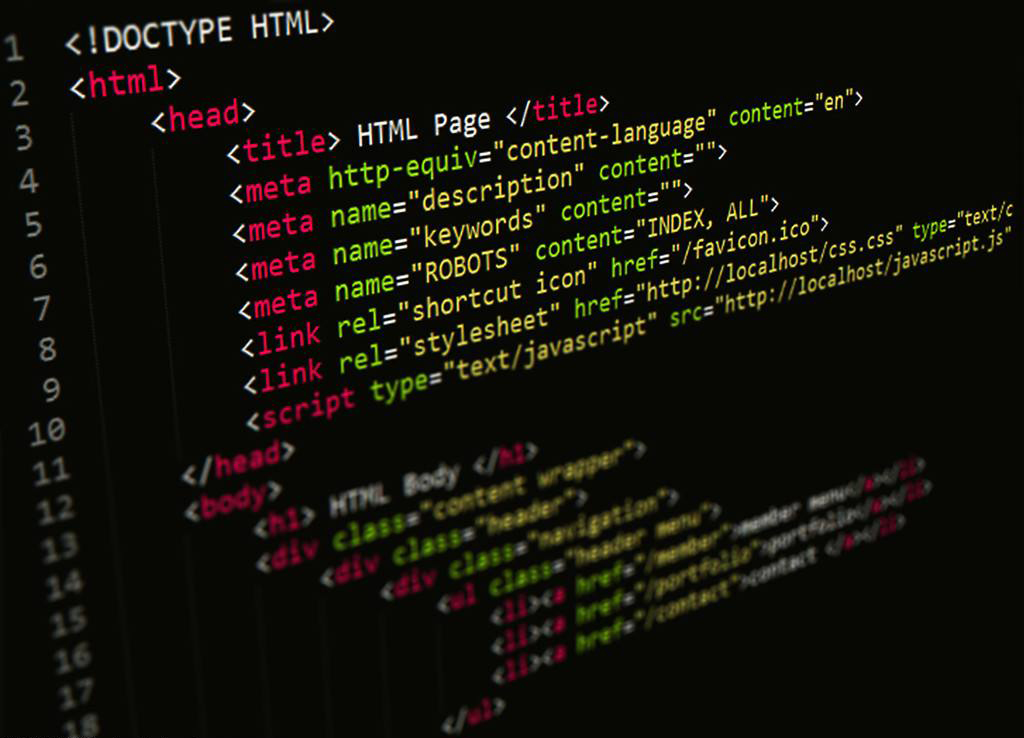 1 <!DOCTYPE HTML>
2 <html>
3 <head>
4 <title> HTML Page </title>
5 <meta http-equiv="content-language" content="en">
6 <meta name="description" content="">
7 <meta name="keywords" content="">
8 <meta name="ROBOTS" content="INDEX, ALL">
9 <link rel="shortcut icon" href="/favicon.ico">
10 <link rel="stylesheet" href="http://localhost/css.css" type="text/c
11 <script type="text/javascript" src="http://localhost/javascript.js"
12 </head>
13 <body>
14 <h1> HTML Body </h1>
15 <div class="content wrapper">
16 <div class="header">
17 <div class="navigation">
18 <ul class="header menu">
<li><a href="/member">member menu</a></li>
<li><a href="/portfolio">portfolio</a></li>
<li><a href="/contact">contact </a></li>
</ul>